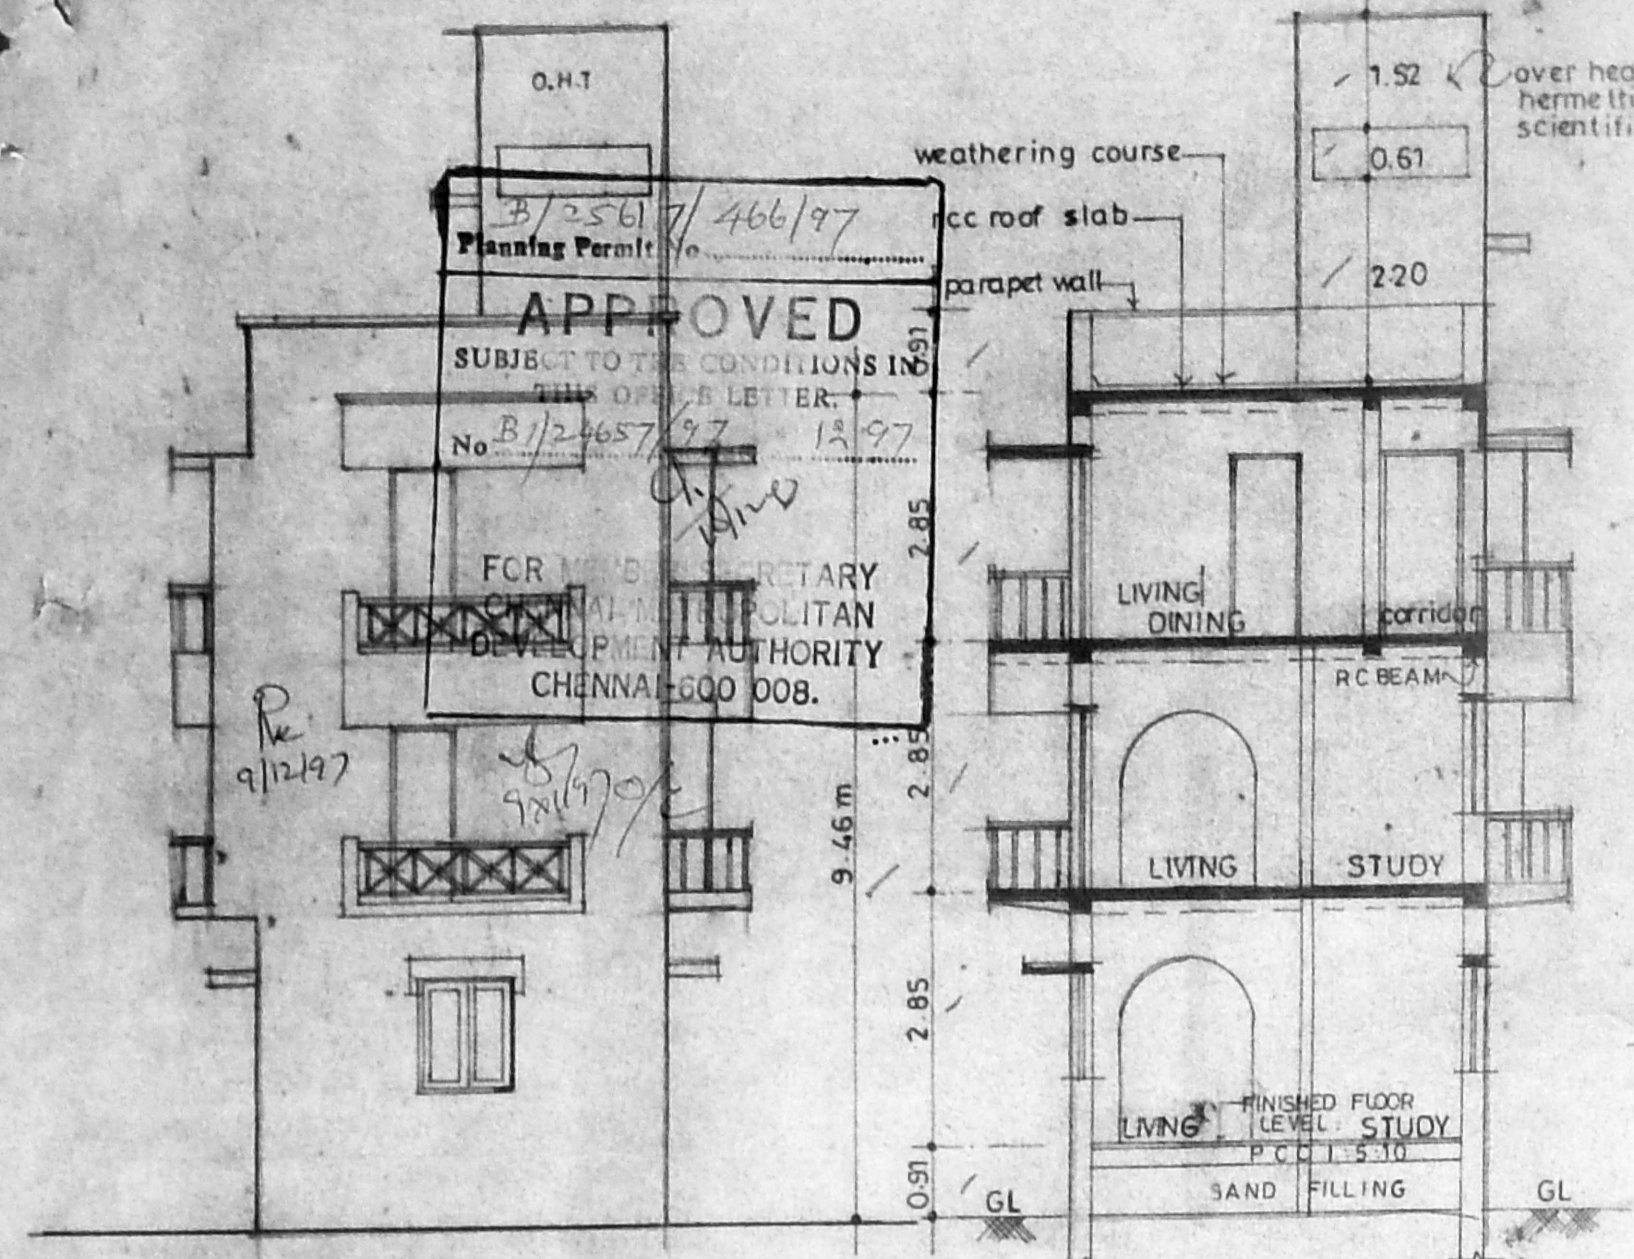 O.H.T
1.52
over hea
hermeti
scientifi
weathering course
0.61
B/25617/466/97
Planning Permit No
rcc roof slab
parapet wall
2.20
APPROVED
SUBJECT TO THE CONDITIONS IN
THIS OFFICE LETTER.
No B1/24657/97 12 97
0.91
2.85
FOR MEMBER SECRETARY
CHENNAI METROPOLITAN
DEVELOPMENT AUTHORITY
CHENNAI-600 008.
LIVING
DINING
corridor
RC BEAM
9/12/97
2.85
9.46 m
LIVING
STUDY
2.85
FINISHED FLOOR
LEVEL
LIVING
STUDY
P C C 1:5:10
SAND FILLING
0.91
GL
GL